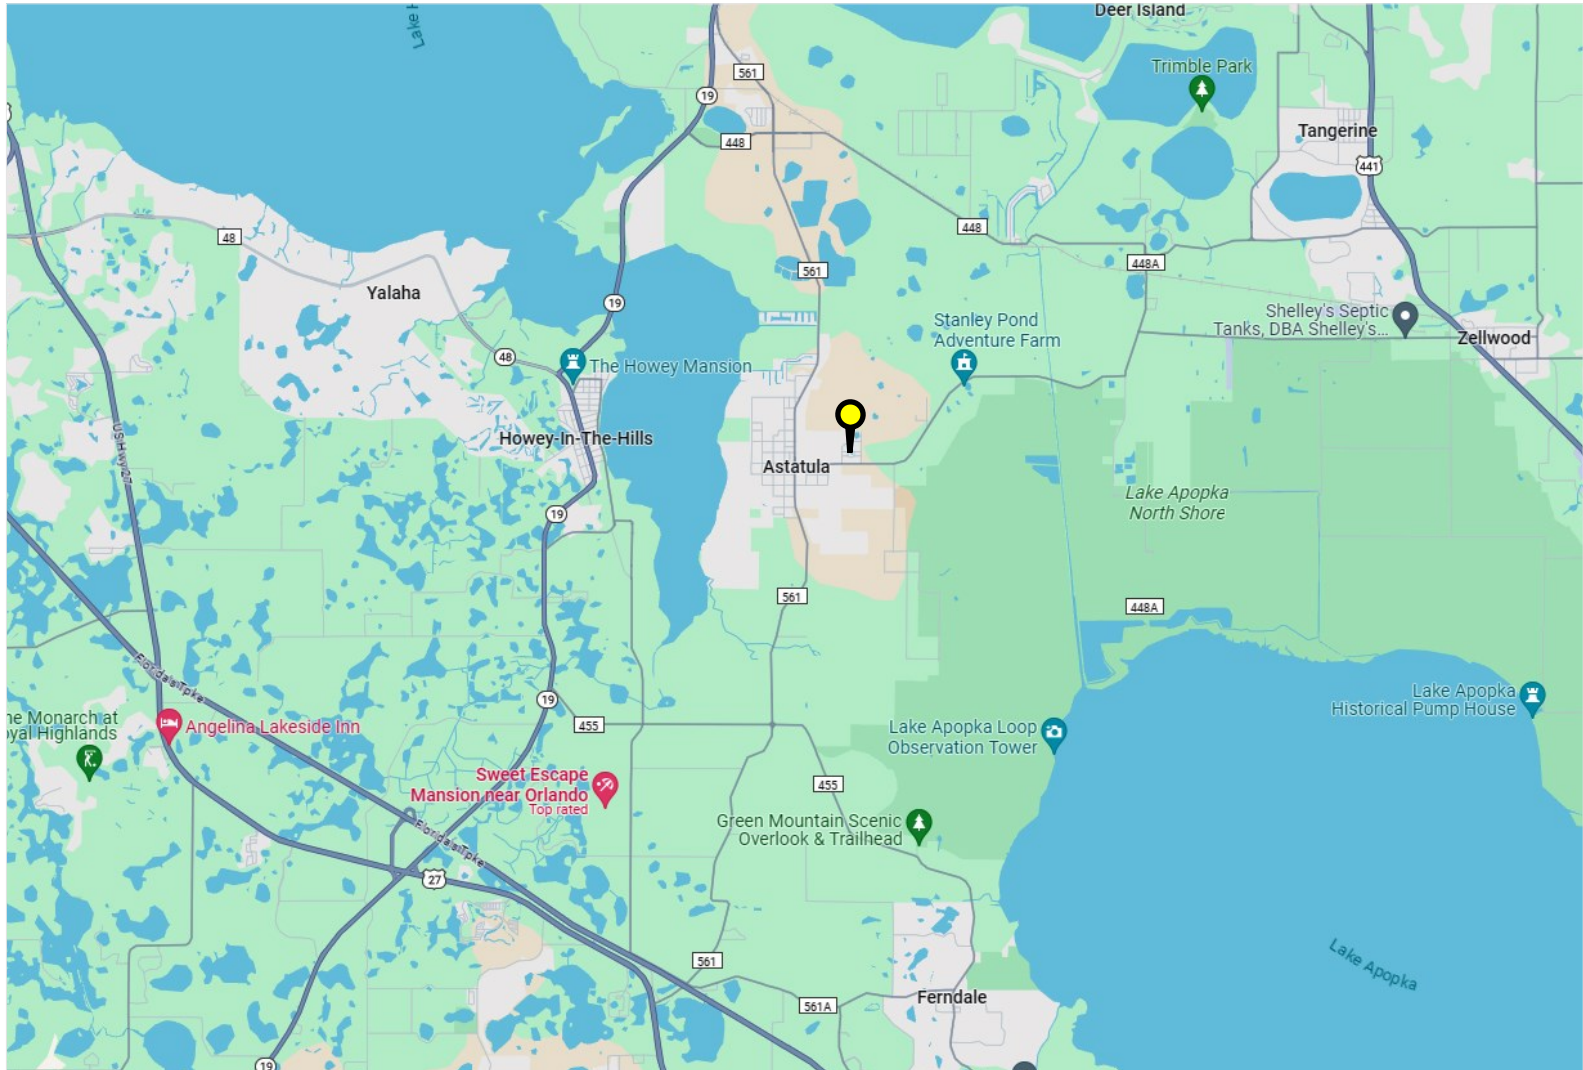 Deer Island
Lake
Trimble Park
561
19
448
Tangerine
441
48
448
Yalaha
561
448A
19
Stanley Pond
Adventure Farm
Shelley's Septic
Tanks, DBA Shelley's...
Zellwood
48
The Howey Mansion
US Hwy 27
Howey-In-The-Hills
Astatula
Lake Apopka
North Shore
19
561
448A
Florida's Tpke
19
Lake Apopka
Historical Pump House
ne Monarch at
oyal Highlands
Angelina Lakeside Inn
455
Lake Apopka Loop
Observation Tower
Sweet Escape
Mansion near Orlando
Top rated
455
Green Mountain Scenic
Overlook & Trailhead
Florida's Tpke
27
561
Lake Apopka
561A
Ferndale
19